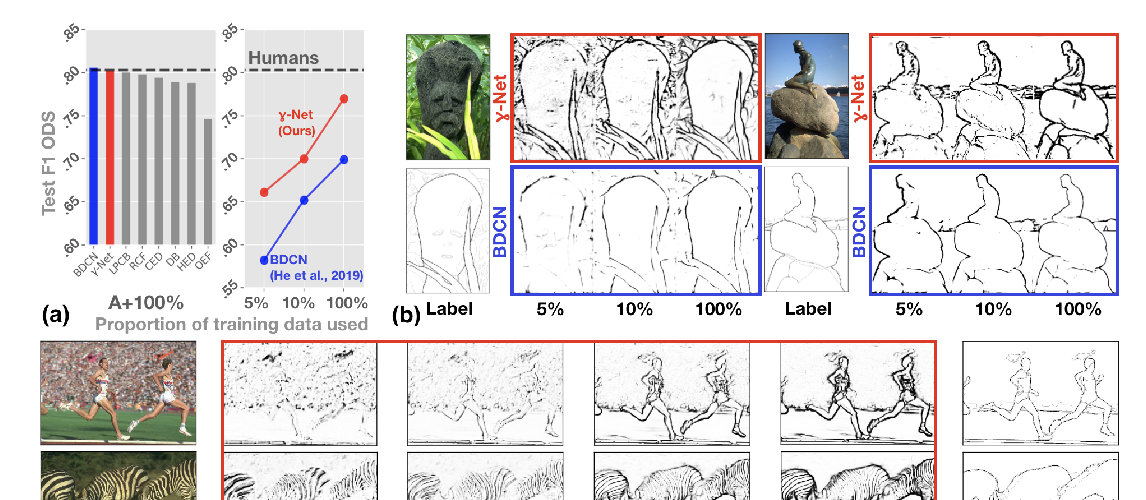 .85
.80
.75
.70
.65
.60
Test F1 ODS
BDCN
γ-Net
LPCB
RCF
CED
DB
HED
OEF
A+100%
.85
.80
.75
.70
.65
.60
.55
Humans
γ-Net
(Ours)
BDCN
(He et al., 2019)
5% 10% 100%
Proportion of training data used
(a)
γ-Net
BDCN
γ-Net
BDCN
(b) Label 5% 10% 100% Label 5% 10% 100%